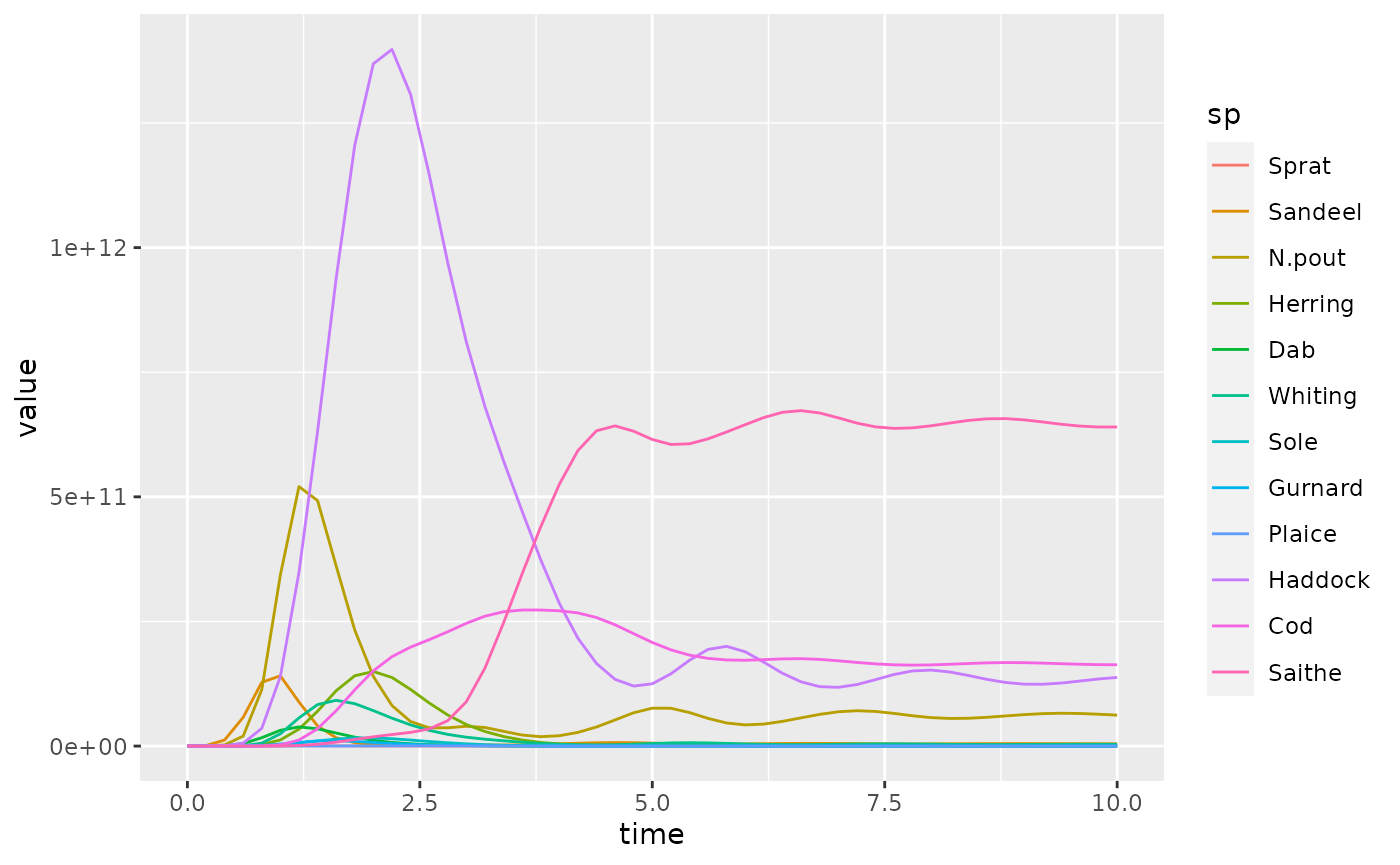 value
1e+12
5e+11
0e+00
0.0 2.5 5.0 7.5 10.0
time
sp
Sprat
Sandeel
N.pout
Herring
Dab
Whiting
Sole
Gurnard
Plaice
Haddock
Cod
Saithe